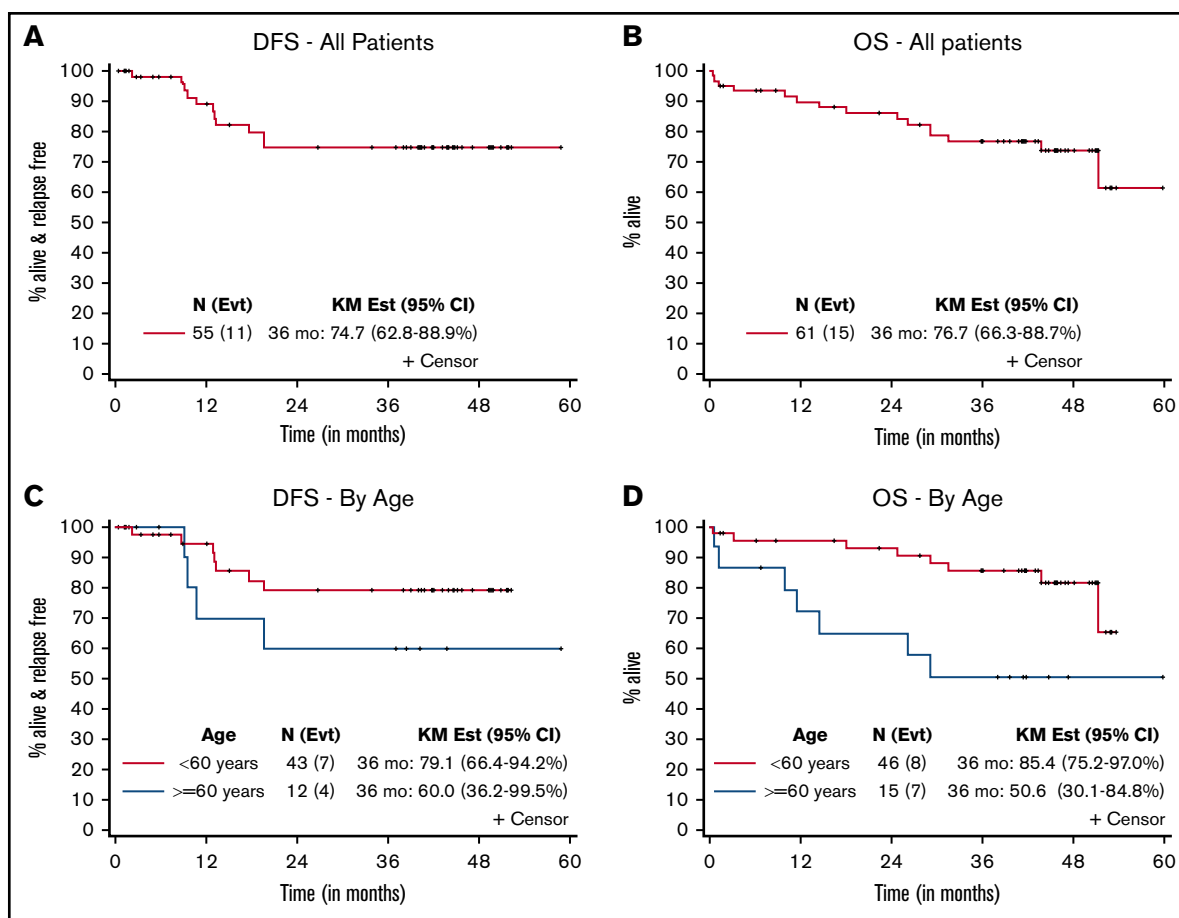 A
DFS - All Patients
% alive & relapse free
100
90
80
70
60
50
40
30
20
10
0
N (Evt) KM Est (95% CI)
55 (11) 36 mo: 74.7 (62.8-88.9%)
+ Censor
0 12 24 36 48 60
Time (in months)
B
OS - All patients
% alive
100
90
80
70
60
50
40
30
20
10
0
N (Evt) KM Est (95% CI)
61 (15) 36 mo: 76.7 (66.3-88.7%)
+ Censor
0 12 24 36 48 60
Time (in months)
C
DFS - By Age
% alive & relapse free
100
90
80
70
60
50
40
30
20
10
0
Age N (Evt) KM Est (95% CI)
<60 years 43 (7) 36 mo: 79.1 (66.4-94.2%)
>=60 years 12 (4) 36 mo: 60.0 (36.2-99.5%)
+ Censor
0 12 24 36 48 60
Time (in months)
D
OS - By Age
% alive
100
90
80
70
60
50
40
30
20
10
0
Age N (Evt) KM Est (95% CI)
<60 years 46 (8) 36 mo: 85.4 (75.2-97.0%)
>=60 years 15 (7) 36 mo: 50.6 (30.1-84.8%)
+ Censor
0 12 24 36 48 60
Time (in months)